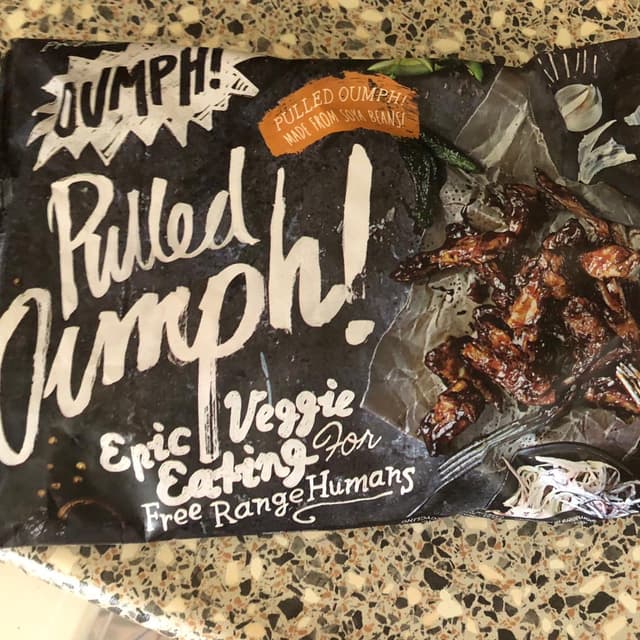 OUMPH!
PULLED OUMPH!
MADE FROM SOYA BEANS!
Pulled
Oumph!
Epic Veggie
Eating For
Free Range Humans